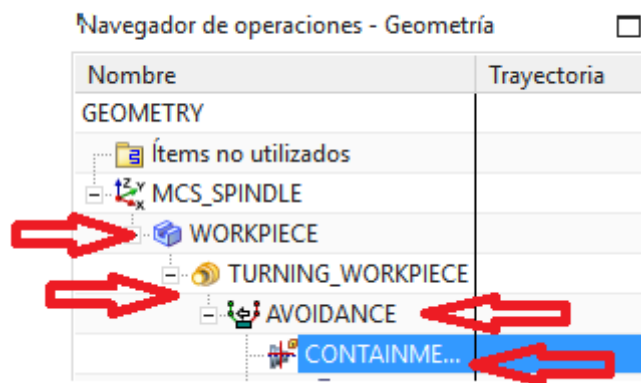 Navegador de operaciones - Geometría
Nombre Trayectoria
GEOMETRY
Ítems no utilizados
MCS_SPINDLE
WORKPIECE
TURNING_WORKPIECE
AVOIDANCE
CONTAINME...